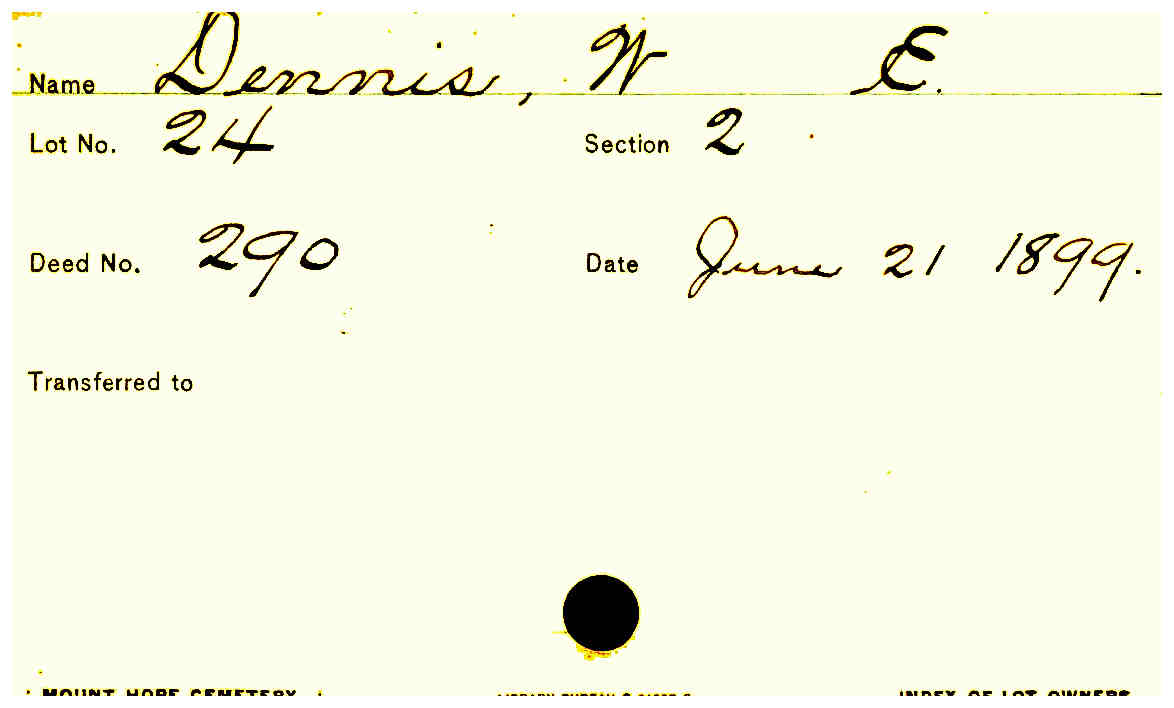 Name Dennis, W E.
Lot No. 24 Section 2
Deed No. 290 Date June 21 1899.
Transferred to
MOUNT HOPE CEMETERY INDEX OF LOT OWNERS